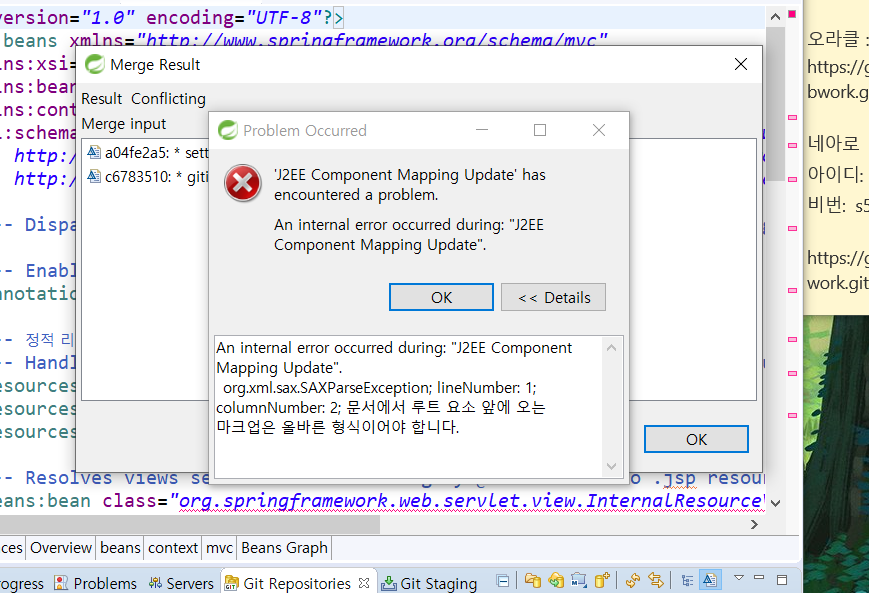 version="1.0" encoding="UTF-8"?>
beans xmlns="http://www.springframework.org/schema/mvc"
Merge Result
Result Conflicting
Merge input
a04fe2a5: * sett
c6783510: * giti
Problem Occurred
'J2EE Component Mapping Update' has
encountered a problem.
An internal error occurred during: "J2EE
Component Mapping Update".
OK
<< Details
An internal error occurred during: "J2EE Component
Mapping Update".
org.xml.sax.SAXParseException; lineNumber: 1;
columnNumber: 2; 문서에서 루트 요소 앞에 오는
마크업은 올바른 형식이어야 합니다.
OK
ns:xsi=
ns:bear
ns:cont
:schema
http:/
http:/
-- Dispa
-- Enabl
nnotatio
-- 정적 리
-- Handl
esources
esources
esources
-- Resolves views se
.jsp resour
eans:bean class="org.springframework.web.servlet.view.InternalResourceV
ces Overview beans context mvc Beans Graph
rogress Problems Servers Git Repositories Git Staging
오라클 :
https://g
bwork.g
네아로
아이디:
비번: s5
https://g
work.git